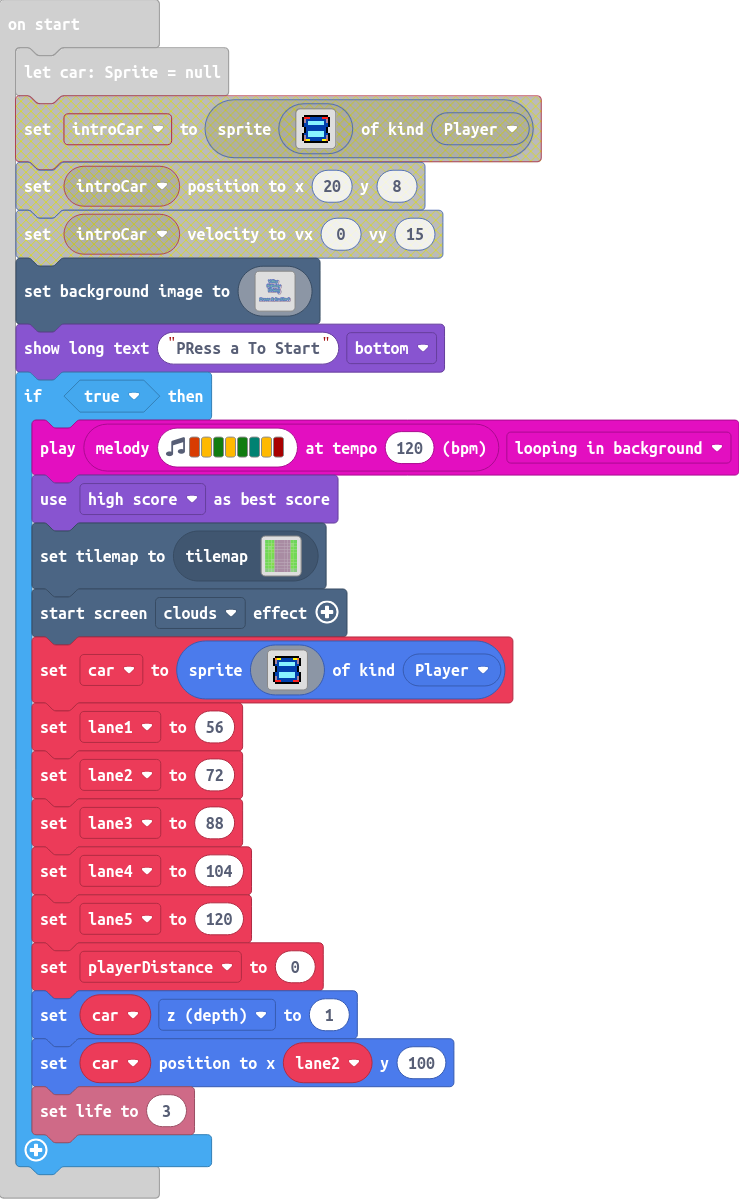 on start
let car: Sprite = null
set introCar to sprite of kind Player
set introCar position to x 20 y 8
set introCar velocity to vx 0 vy 15
set background image to
show long text "PRess a To Start" bottom
if true then
play melody at tempo 120 (bpm) looping in background
use high score as best score
set tilemap to tilemap
start screen clouds effect
set car to sprite of kind Player
set lane1 to 56
set lane2 to 72
set lane3 to 88
set lane4 to 104
set lane5 to 120
set playerDistance to 0
set car z (depth) to 1
set car position to x lane2 y 100
set life to 3